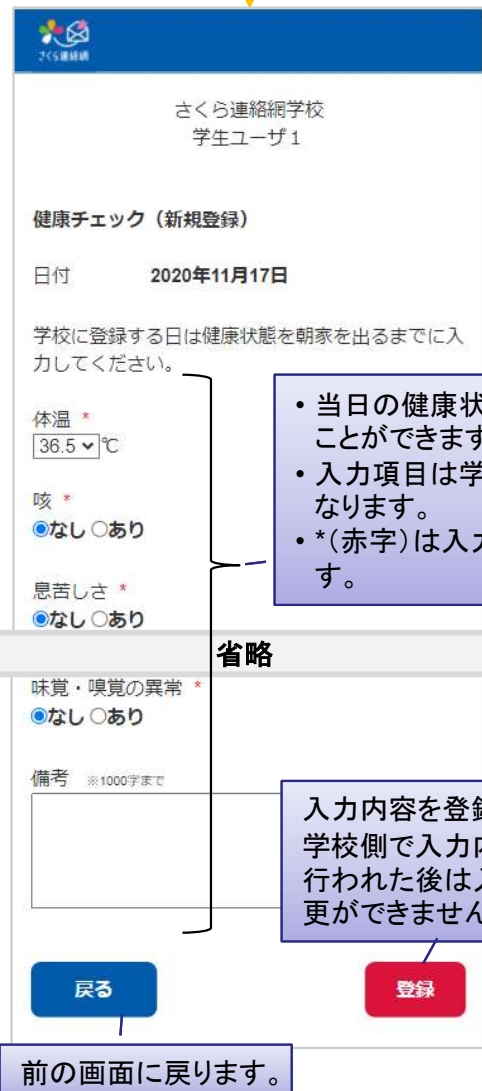 さくら連絡網
さくら連絡網学校
学生ユーザ1
健康チェック（新規登録）
日付 2020年11月17日
学校に登録する日は健康状態を朝家を出るまでに入
力してください。
体温 *
36.5 ℃
咳 *
なし あり
息苦しさ *
なし あり
・当日の健康状
ことができます
・入力項目は学
なります。
・*（赤字）は入力
す。
省略
味覚・嗅覚の異常 *
なし あり
備考 ※1000字まで
入力内容を登録
学校側で入力内
行われた後は入
更ができません
戻る
登録
前の画面に戻ります。